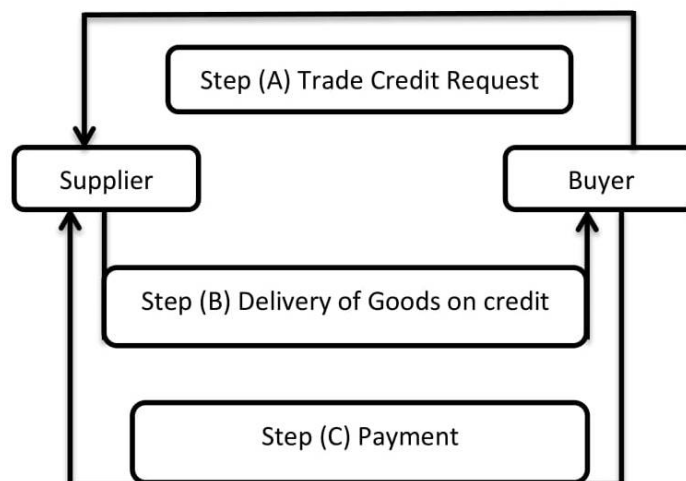 Step (A) Trade Credit Request
Supplier
Buyer
Step (B) Delivery of Goods on credit
Step (C) Payment